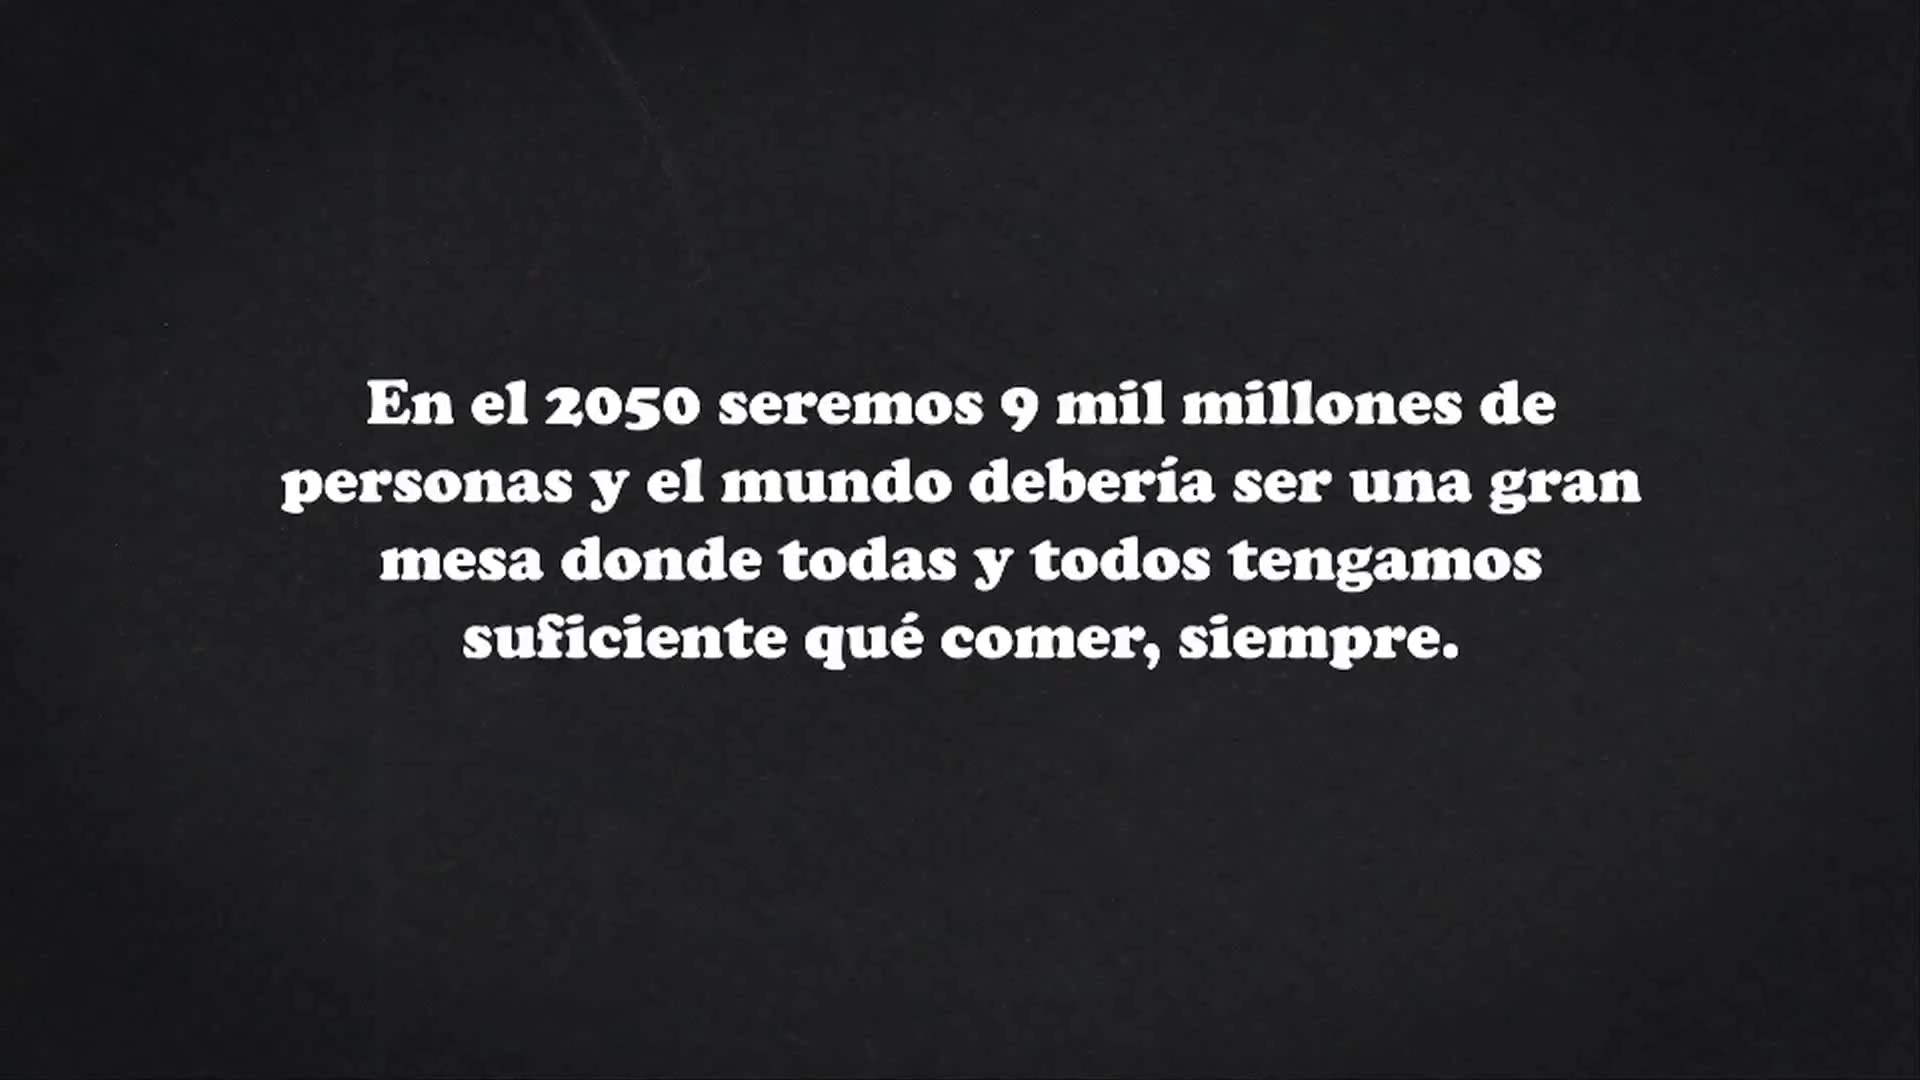 En el 2050 seremos 9 mil millones de
personas y el mundo debería ser una gran
mesa donde todas y todos tengamos
suficiente qué comer, siempre.